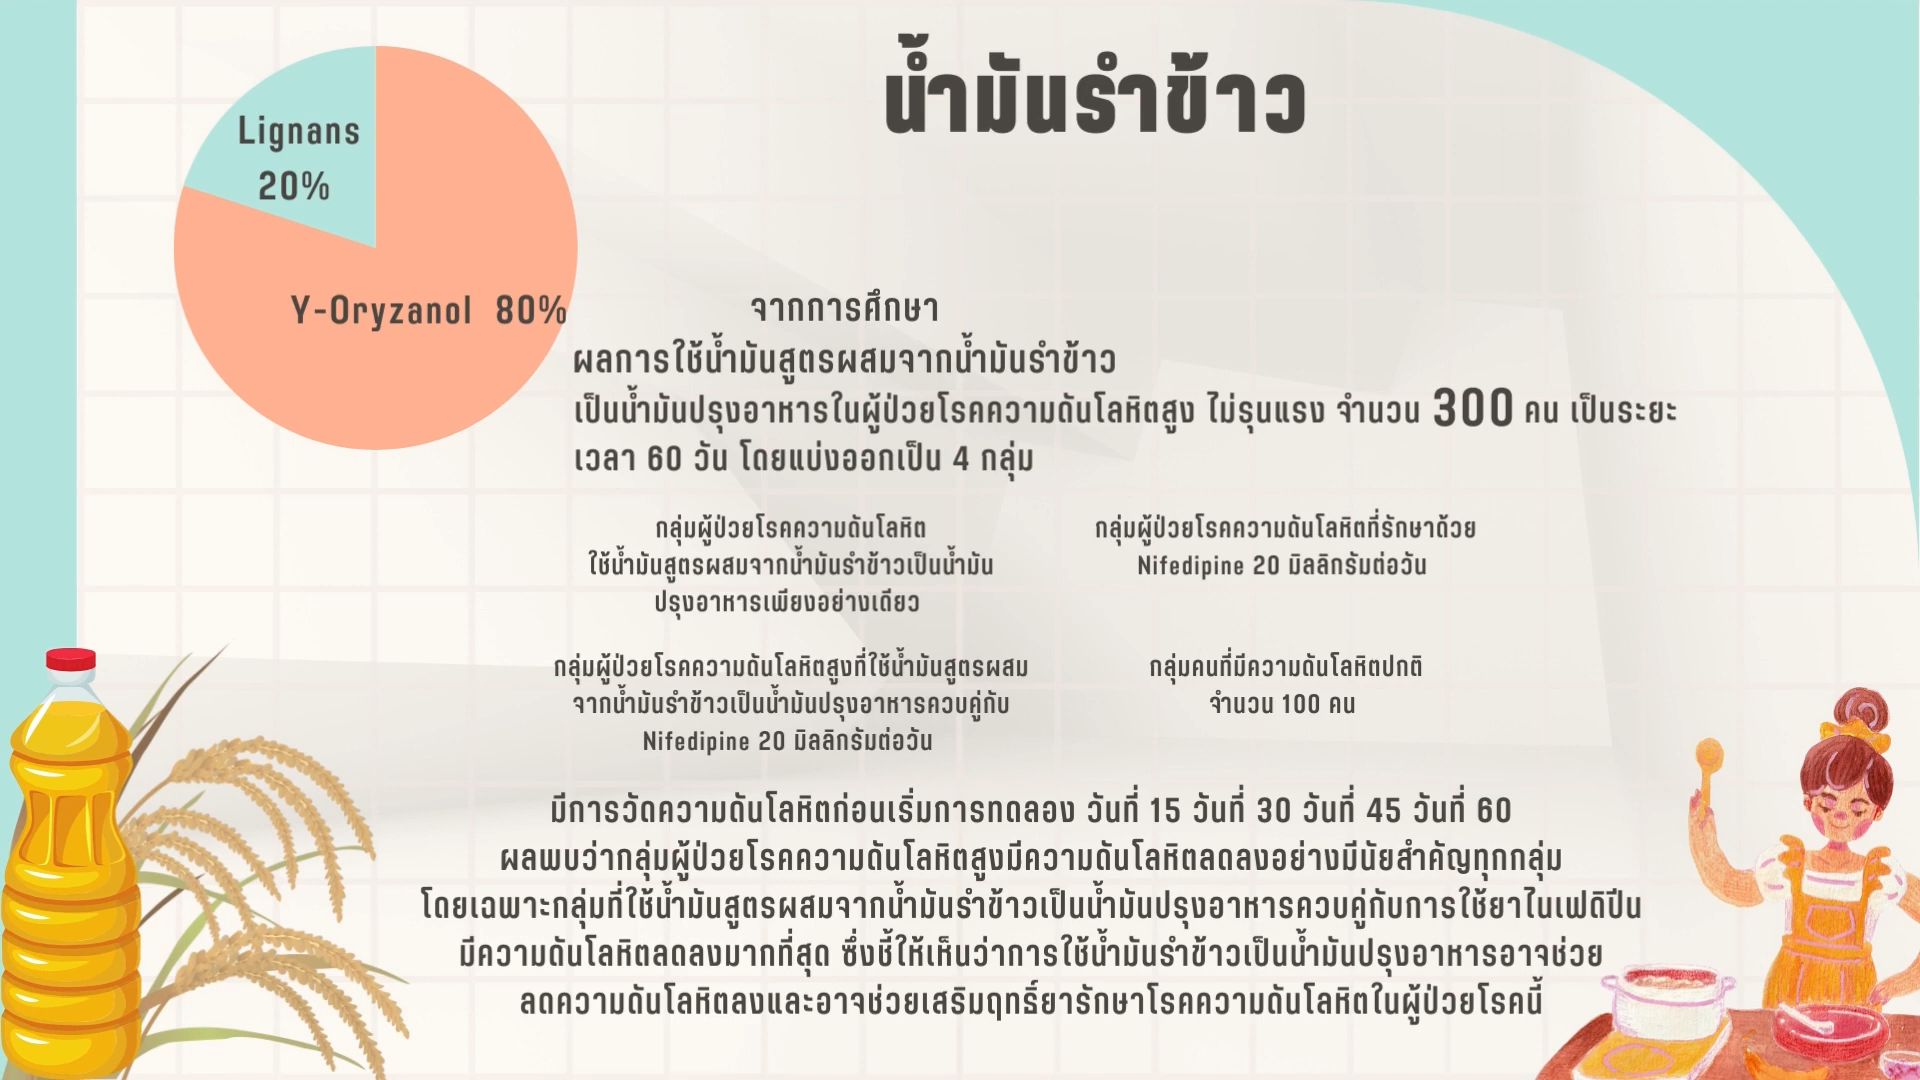 น้ำมันรำข้าว
Lignans
20%
Y-Oryzanol 80%
จากการศึกษา
ผลการใช้น้ำมันสูตรผสมจากน้ำมันรำข้าว
เป็นน้ำมันปรุงอาหารในผู้ป่วยโรคความดันโลหิตสูง ไม่รุนแรง จำนวน 300 คน เป็นระยะ
เวลา 60 วัน โดยแบ่งออกเป็น 4 กลุ่ม
กลุ่มผู้ป่วยโรคความดันโลหิต
ใช้น้ำมันสูตรผสมจากน้ำมันรำข้าวเป็นน้ำมัน
ปรุงอาหารเพียงอย่างเดียว
กลุ่มผู้ป่วยโรคความดันโลหิตที่รักษาด้วย
Nifedipine 20 มิลลิกรัมต่อวัน
กลุ่มผู้ป่วยโรคความดันโลหิตสูงที่ใช้น้ำมันสูตรผสม
จากน้ำมันรำข้าวเป็นน้ำมันปรุงอาหารควบคู่กับ
Nifedipine 20 มิลลิกรัมต่อวัน
กลุ่มคนที่มีความดันโลหิตปกติ
จำนวน 100 คน
มีการวัดความดันโลหิตก่อนเริ่มการทดลอง วันที่ 15 วันที่ 30 วันที่ 45 วันที่ 60
ผลพบว่ากลุ่มผู้ป่วยโรคความดันโลหิตสูงมีความดันโลหิตลดลงอย่างมีนัยสำคัญทุกกลุ่ม
โดยเฉพาะกลุ่มที่ใช้น้ำมันสูตรผสมจากน้ำมันรำข้าวเป็นน้ำมันปรุงอาหารควบคู่กับการใช้ยาไนเฟดิปีน
มีความดันโลหิตลดลงมากที่สุด ซึ่งชี้ให้เห็นว่าการใช้น้ำมันรำข้าวเป็นน้ำมันปรุงอาหารอาจช่วย
ลดความดันโลหิตลงและอาจช่วยเสริมฤทธิ์ยารักษาโรคความดันโลหิตในผู้ป่วยโรคนี้